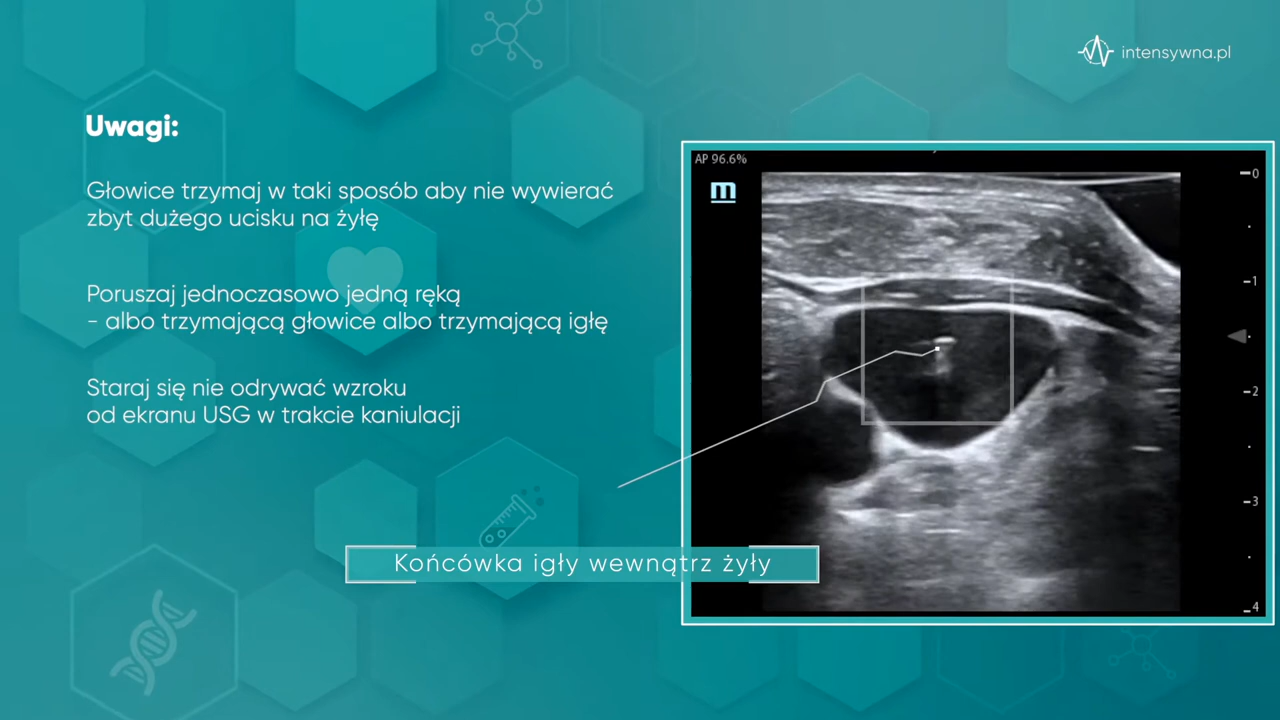 intensywna.pl
Uwagi:
Głowice trzymaj w taki sposób aby nie wywierać
zbyt dużego ucisku na żyłę
Poruszaj jednoczasowo jedną ręką
- albo trzymającą głowice albo trzymającą igłę
Staraj się nie odrywać wzroku
od ekranu USG w trakcie kaniulacji
AP 96.6%
m
0
1
2
3
4
Końcówka igły wewnątrz żyły